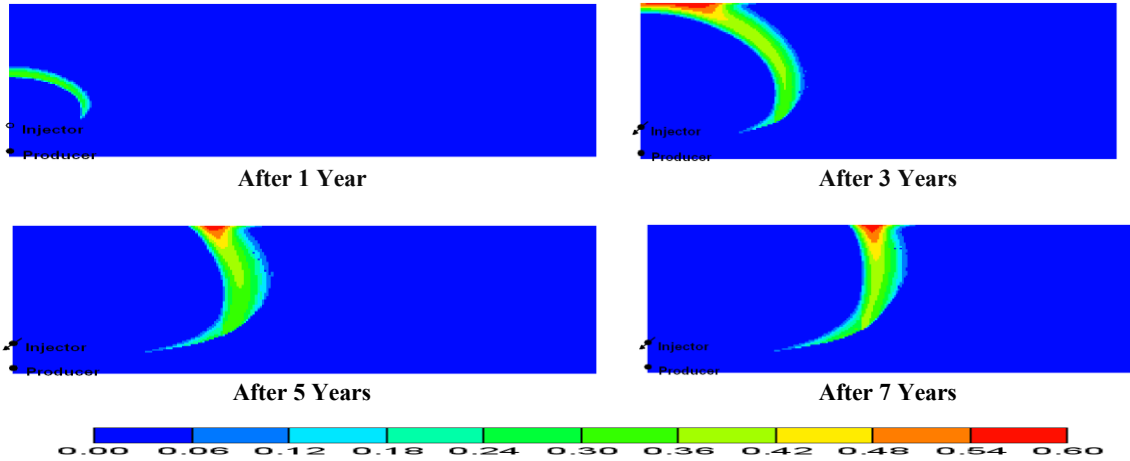 Injector
Producer
After 1 Year
Injector
Producer
After 3 Years
Injector
Producer
After 5 Years
Injector
Producer
After 7 Years
0.00 0.06 0.12 0.18 0.24 0.30 0.36 0.42 0.48 0.54 0.60